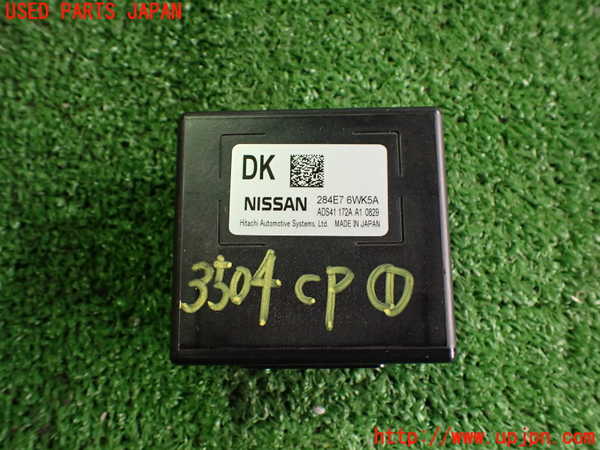 USED PARTS JAPAN
DK
NISSAN 284E7 6WK5A
ADS41 172A A1 0829
Hitachi Automotive Systems, Ltd. MADE IN JAPAN
3504 CP ①
http://www.upjpn.com